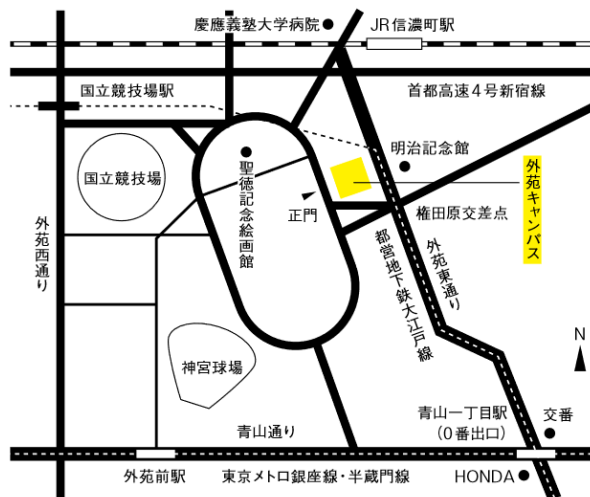 慶應義塾大学病院
JR信濃町駅
国立競技場駅
首都高速4号新宿線
明治記念館
国立競技場
聖徳記念絵画館
正門
権田原交差点
外苑キャンパス
外苑西通り
都営地下鉄大江戸線
外苑東通り
N
神宮球場
青山一丁目駅
(0番出口)
交番
青山通り
外苑前駅
東京メトロ銀座線・半蔵門線
HONDA